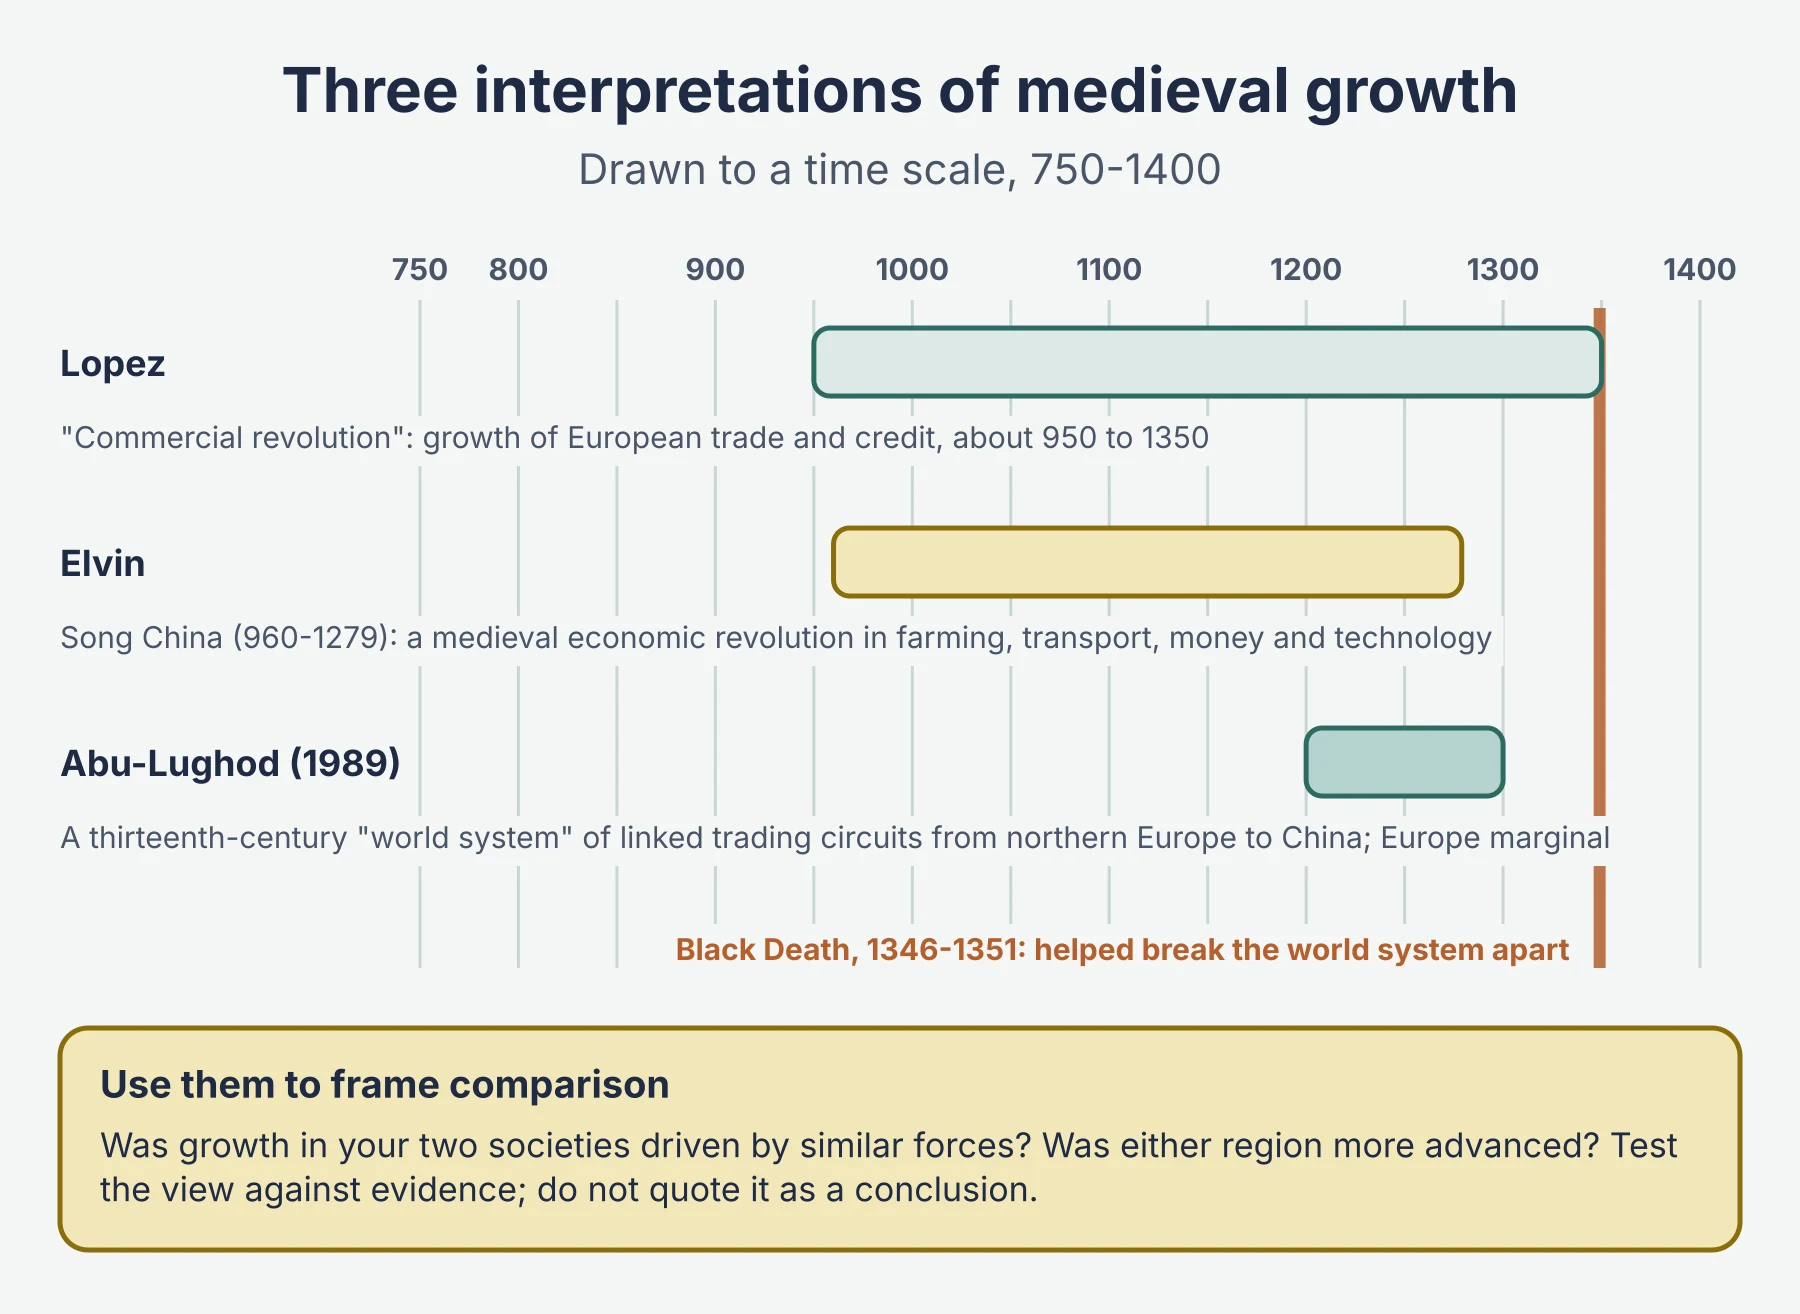 Three interpretations of medieval growth
Drawn to a time scale, 750-1400
750 800 900 1000 1100 1200 1300 1400
Lopez
"Commercial revolution": growth of European trade and credit, about 950 to 1350
Elvin
Song China (960-1279): a medieval economic revolution in farming, transport, money and technology
Abu-Lughod (1989)
A thirteenth-century "world system" of linked trading circuits from northern Europe to China; Europe marginal
Black Death, 1346-1351: helped break the world system apart
Use them to frame comparison
Was growth in your two societies driven by similar forces? Was either region more advanced? Test
the view against evidence; do not quote it as a conclusion.